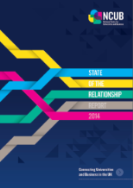 NCUB
STATE
OF THE
RELATIONSHIP
REPORT
2014
Connecting Universities
and Business in the UK